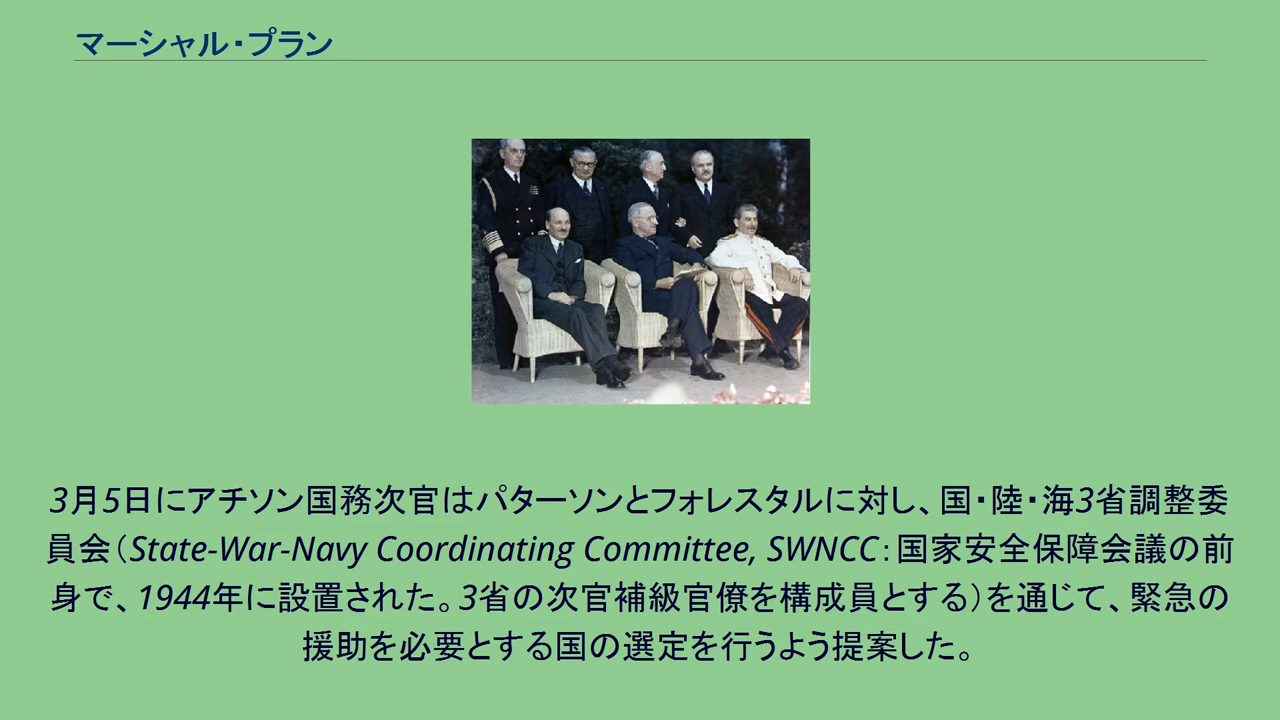 マーシャル・プラン
3月5日にアチソン国務次官はパターソンとフォレスタルに対し、国・陸・海3省調整委
員会（State-War-Navy Coordinating Committee, SWNCC：国家安全保障会議の前
身で、1944年に設置された。3省の次官補級官僚を構成員とする）を通じて、緊急の
援助を必要とする国の選定を行うよう提案した。